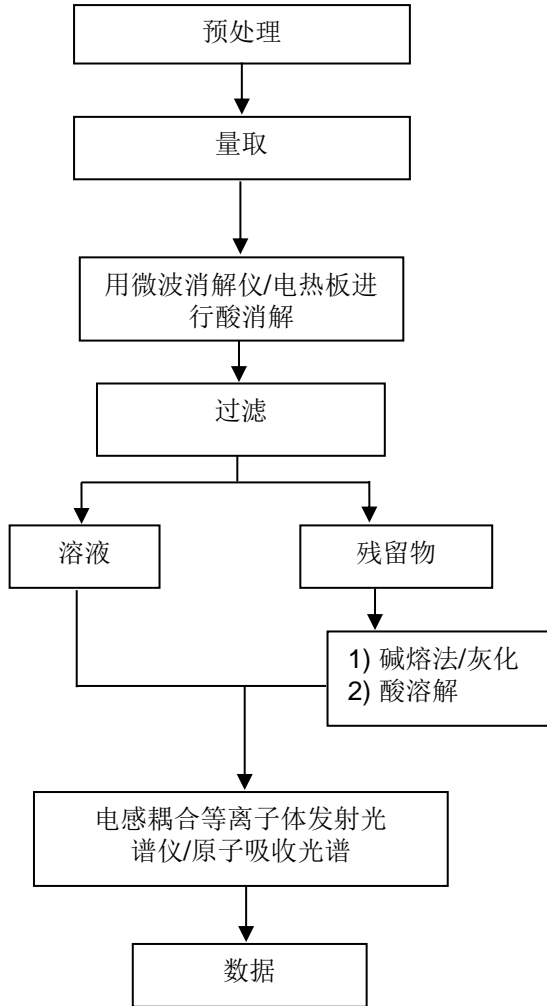 预处理
量取
用微波消解仪/电热板进
行酸消解
过滤
溶液
残留物
1) 碱熔法/灰化
2) 酸溶解
电感耦合等离子体发射光
谱仪/原子吸收光谱
数据